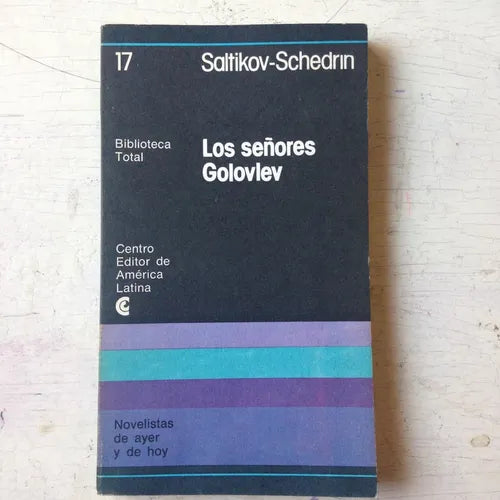 17
Saltikov-Schedrin
Biblioteca
Total
Los señores
Golovlev
Centro
Editor de
América
Latina
Novelistas
de ayer
y de hoy